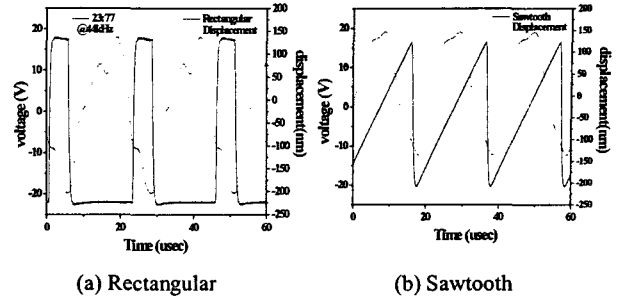 23:77
@44kHz
Rectangular
Displacement
voltage (V)
20
10
0
-10
-20
displacement(nm)
200
150
100
50
0
-50
-100
-150
-200
-250
0 20 40 60
Time (usec)
(a) Rectangular
Sawtooth
Displacement
voltage (V)
20
10
0
-10
-20
displacement(nm)
200
150
100
50
0
-50
-100
-150
-200
-250
0 20 40 60
Time (usec)
(b) Sawtooth